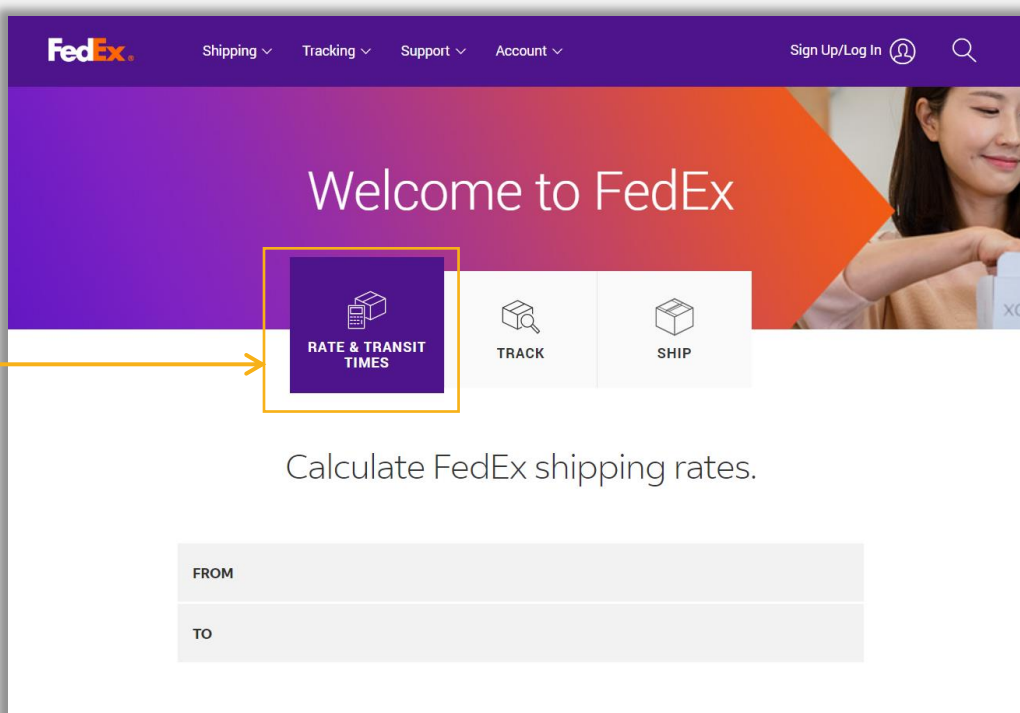 FedEx. Shipping Tracking Support Account Sign Up/Log In
Welcome to FedEx
RATE & TRANSIT TIMES
TRACK
SHIP
XO
Calculate FedEx shipping rates.
FROM
TO